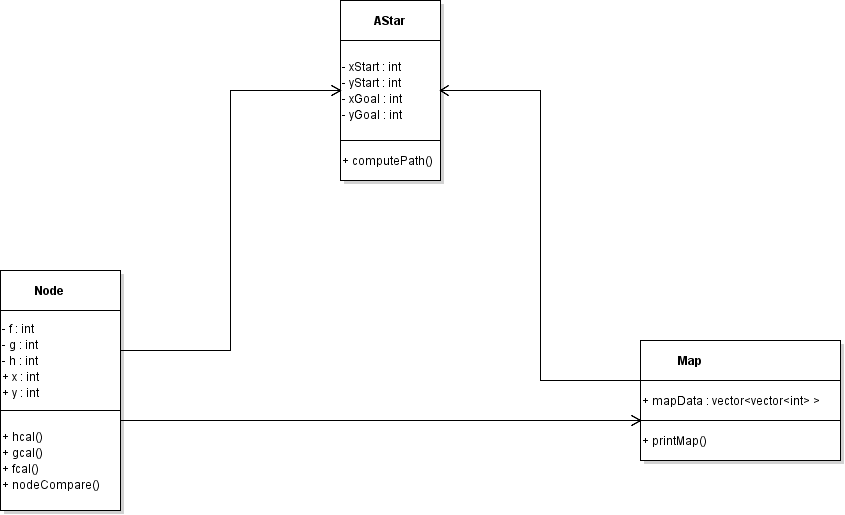 AStar
- xStart : int
- yStart : int
- xGoal : int
- yGoal : int
+ computePath()
Node
- f : int
- g : int
- h : int
+ x : int
+ y : int
+ hcal()
+ gcal()
+ fcal()
+ nodeCompare()
Map
+ mapData : vector<vector<int> >
+ printMap()